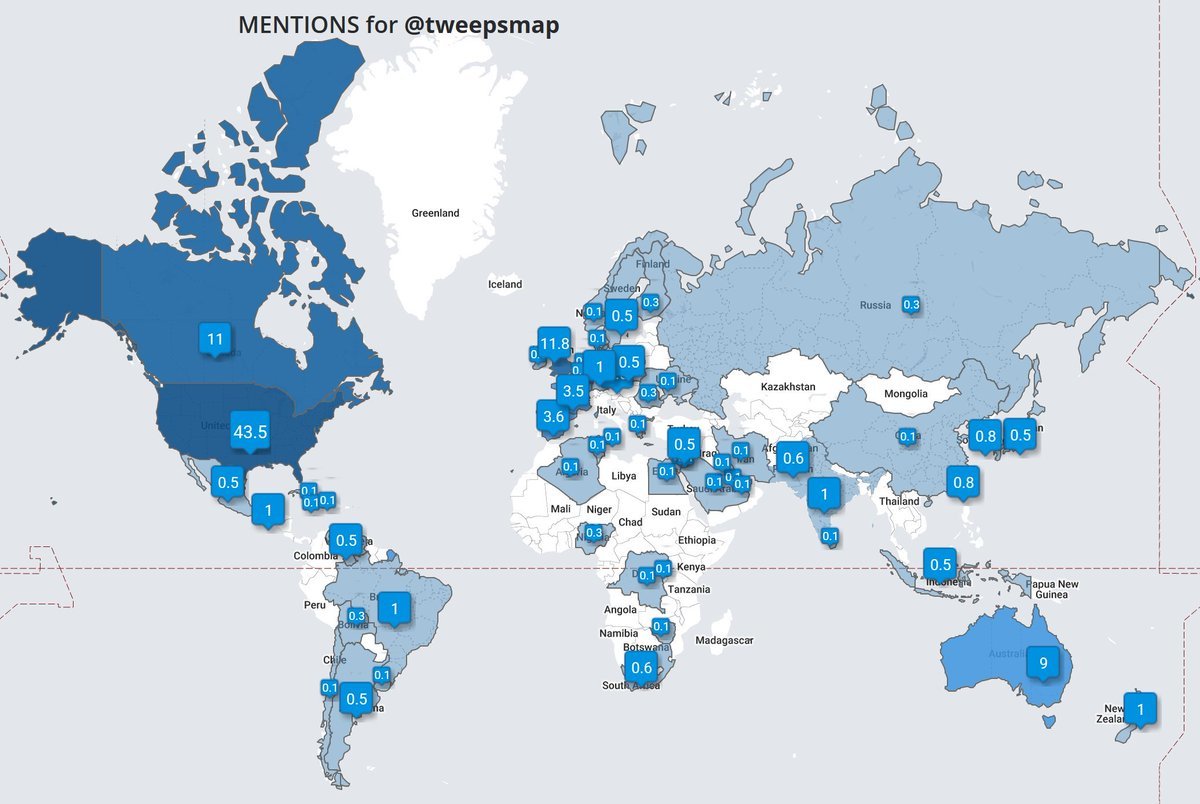 MENTIONS for @tweepsmap
Greenland
Iceland
Finland
Sweden
0.3
0.1
0.5
Russia
0.3
11
11.8
0.1
1
0.5
3.5
0.3
0.1
Kazakhstan
Mongolia
3.6
Italy
0.1
0.1
0.1
43.5
0.5
0.1
0.1
0.8
0.5
0.1
0.6
0.1
0.1
0.1
0.1
0.5
1
0.1
0.1
0.1
Libya
1
0.8
Mali
Niger
Chad
Sudan
Thailand
0.3
0.1
Ethiopia
0.5
Colombia
0.5
Indonesia
0.1
0.1
Kenya
Tanzania
Papua New
Guinea
Peru
1
0.3
Bolivia
Angola
0.1
Namibia
Botswana
Madagascar
Australia
9
Chile
0.1
0.1
0.5
0.6
South Africa
New
1